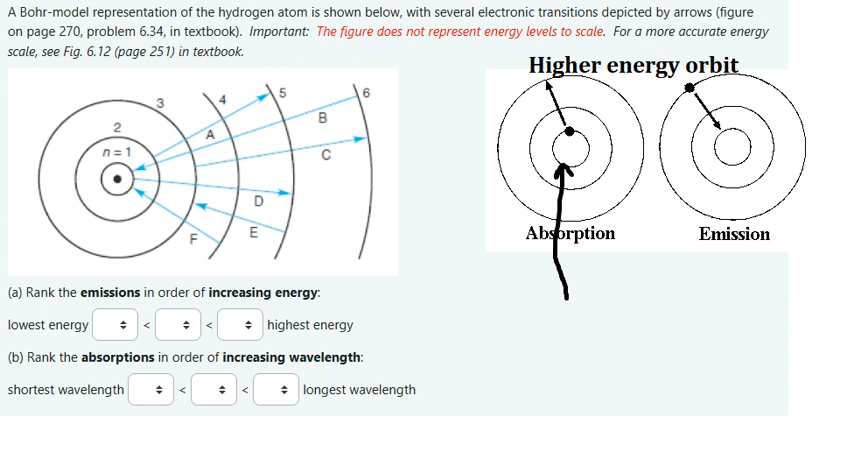 A Bohr-model representation of the hydrogen atom is shown below, with several electronic transitions depicted by arrows (figure
on page 270, problem 6.34, in textbook). Important: The figure does not represent energy levels to scale. For a more accurate energy
scale, see Fig. 6.12 (page 251) in textbook.
Higher energy orbit
3
4
5
6
2
n = 1
A
B
C
D
E
F
Absorption
Emission
(a) Rank the emissions in order of increasing energy:
lowest energy < < highest energy
(b) Rank the absorptions in order of increasing wavelength:
shortest wavelength < < longest wavelength